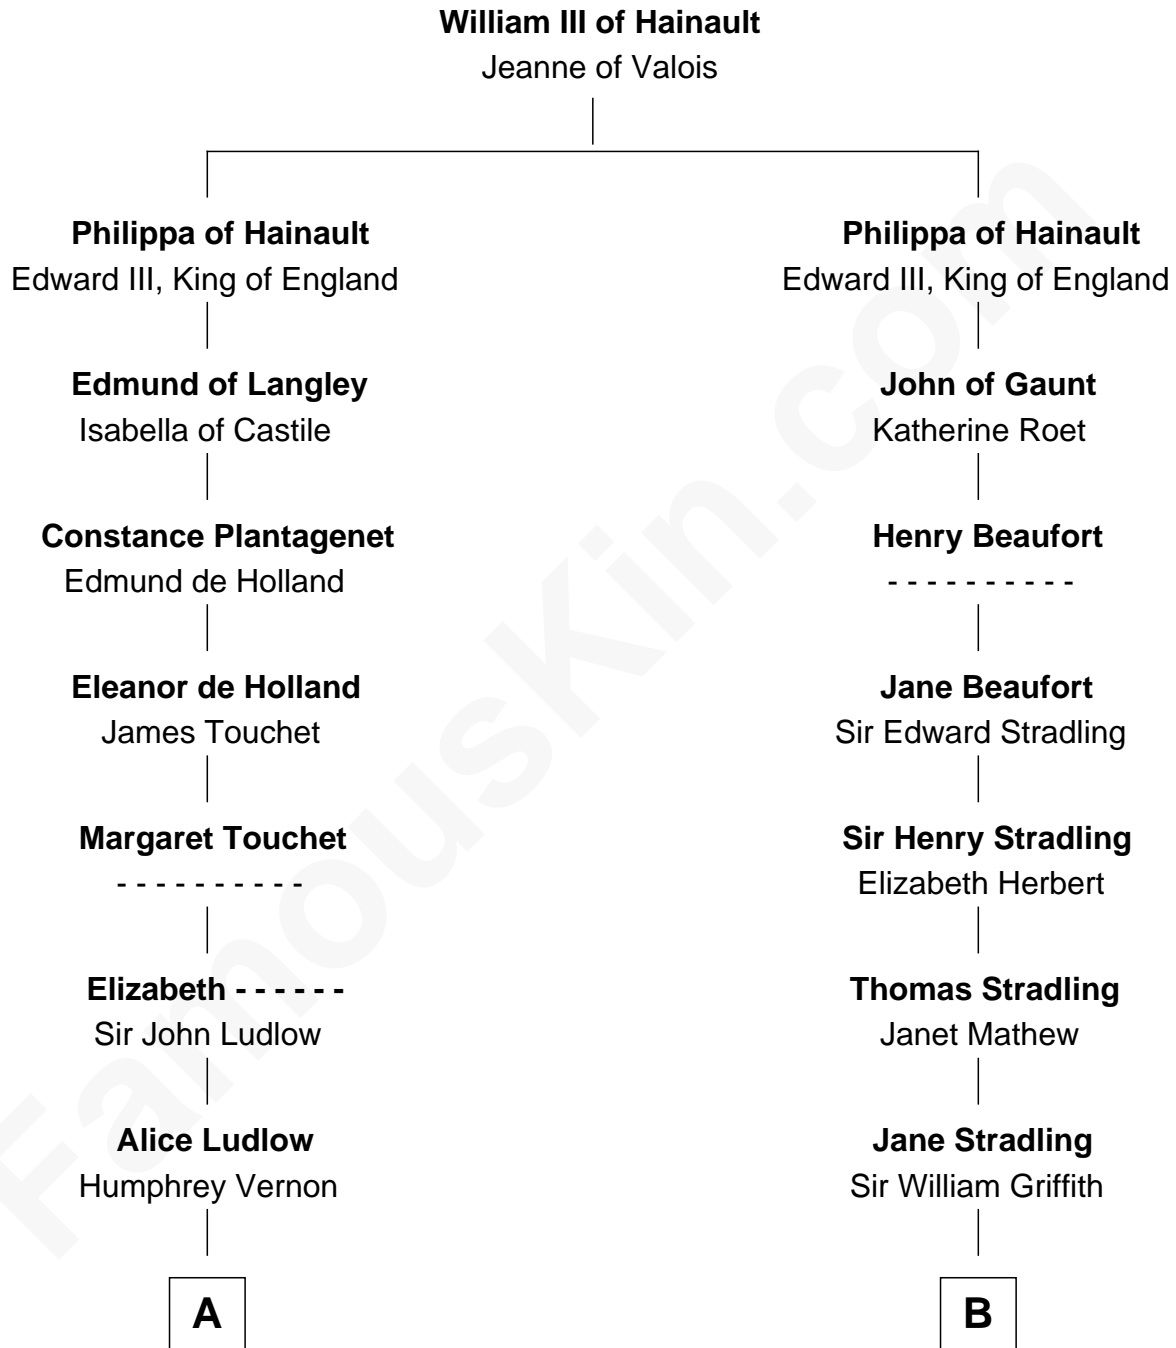 William III of Hainault
Jeanne of Valois
Philippa of Hainault
Edward III, King of England
Edmund of Langley
Isabella of Castile
Constance Plantagenet
Edmund de Holland
Eleanor de Holland
James Touchet
Margaret Touchet
- - - - - - - - - -
Elizabeth - - - - - -
Sir John Ludlow
Alice Ludlow
Humphrey Vernon
A
Philippa of Hainault
Edward III, King of England
John of Gaunt
Katherine Roet
Henry Beaufort
- - - - - - - - - -
Jane Beaufort
Sir Edward Stradling
Sir Henry Stradling
Elizabeth Herbert
Thomas Stradling
Janet Mathew
Jane Stradling
Sir William Griffith
B
FamousKin.com